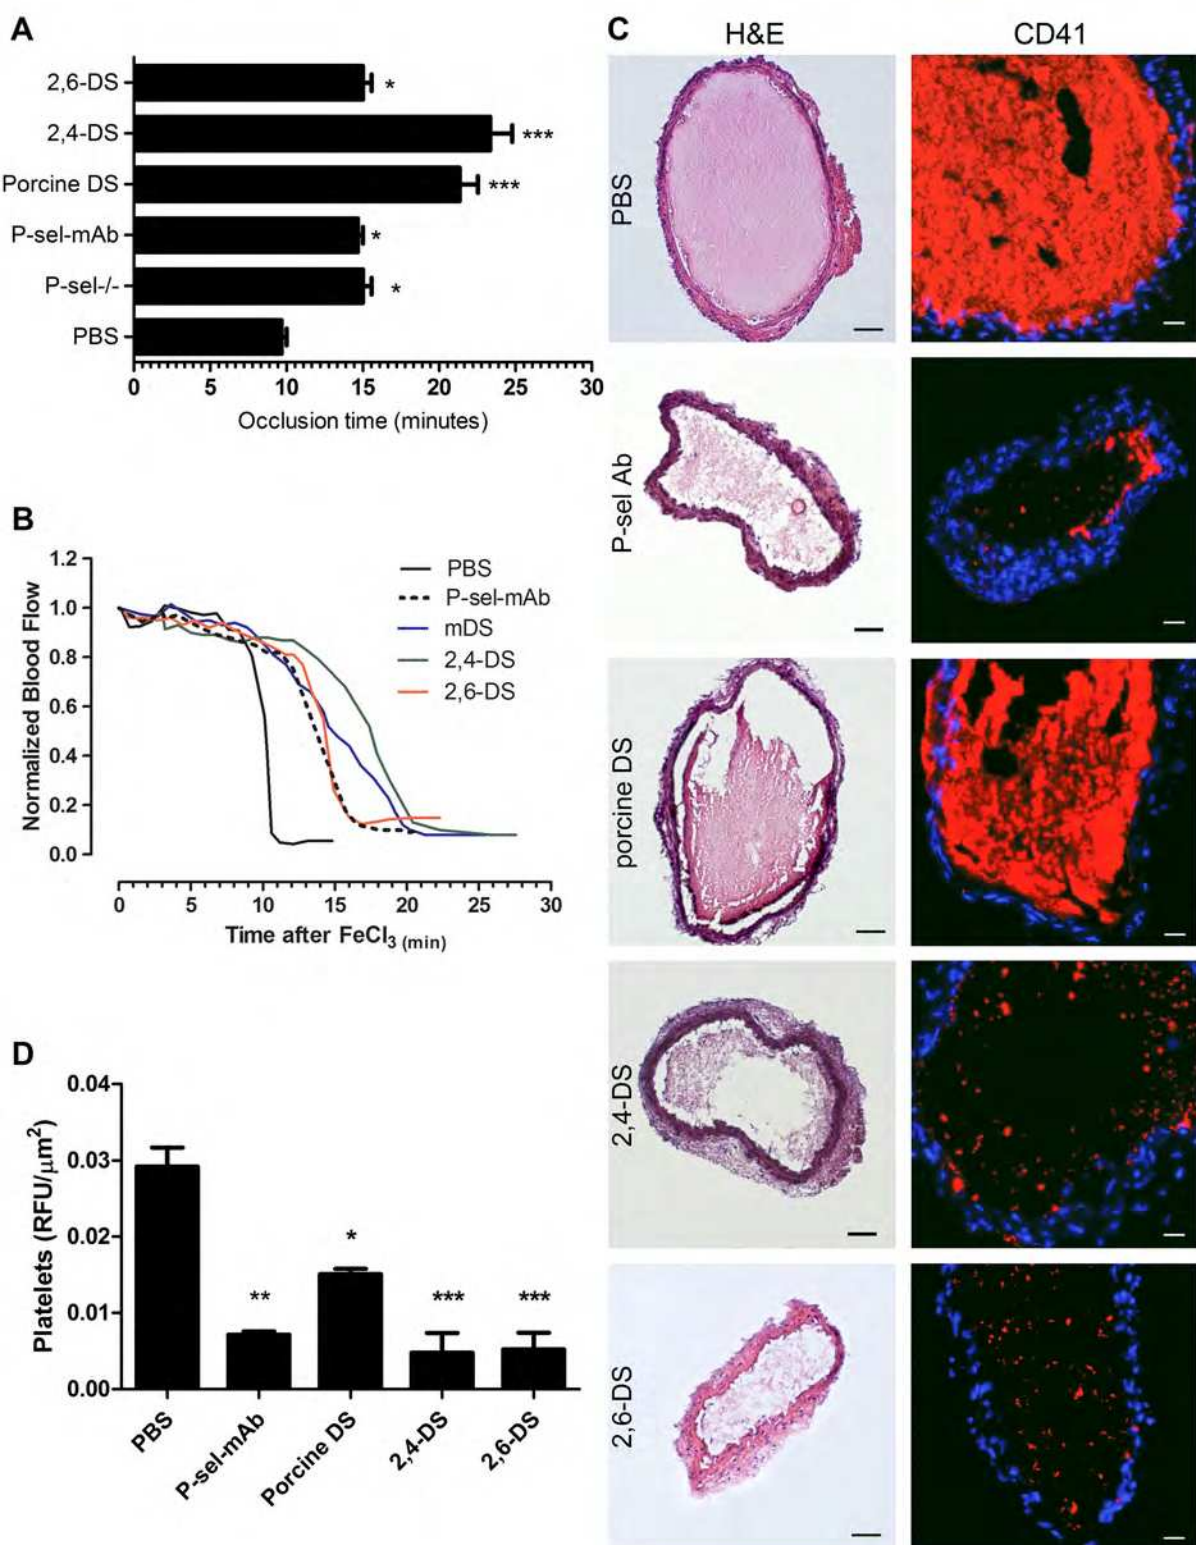 A
2,6-DS
*
2,4-DS
***
Porcine DS
***
P-sel-mAb
*
P-sel-/-
*
PBS
0 5 10 15 20 25 30
Occlusion time (minutes)
B
Normalized Blood Flow
1.2
1.0
0.8
0.6
0.4
0.2
0.0
PBS
P-sel-mAb
mDS
2,4-DS
2,6-DS
0 5 10 15 20 25 30
Time after FeCl3 (min)
D
Platelets (RFU/μm²)
0.04
0.03
0.02
0.01
0.00
** * *** ***
PBS P-sel-mAb Porcine DS 2,4-DS 2,6-DS
C
H&E CD41
PBS
P-sel Ab
porcine DS
2,4-DS
2,6-DS